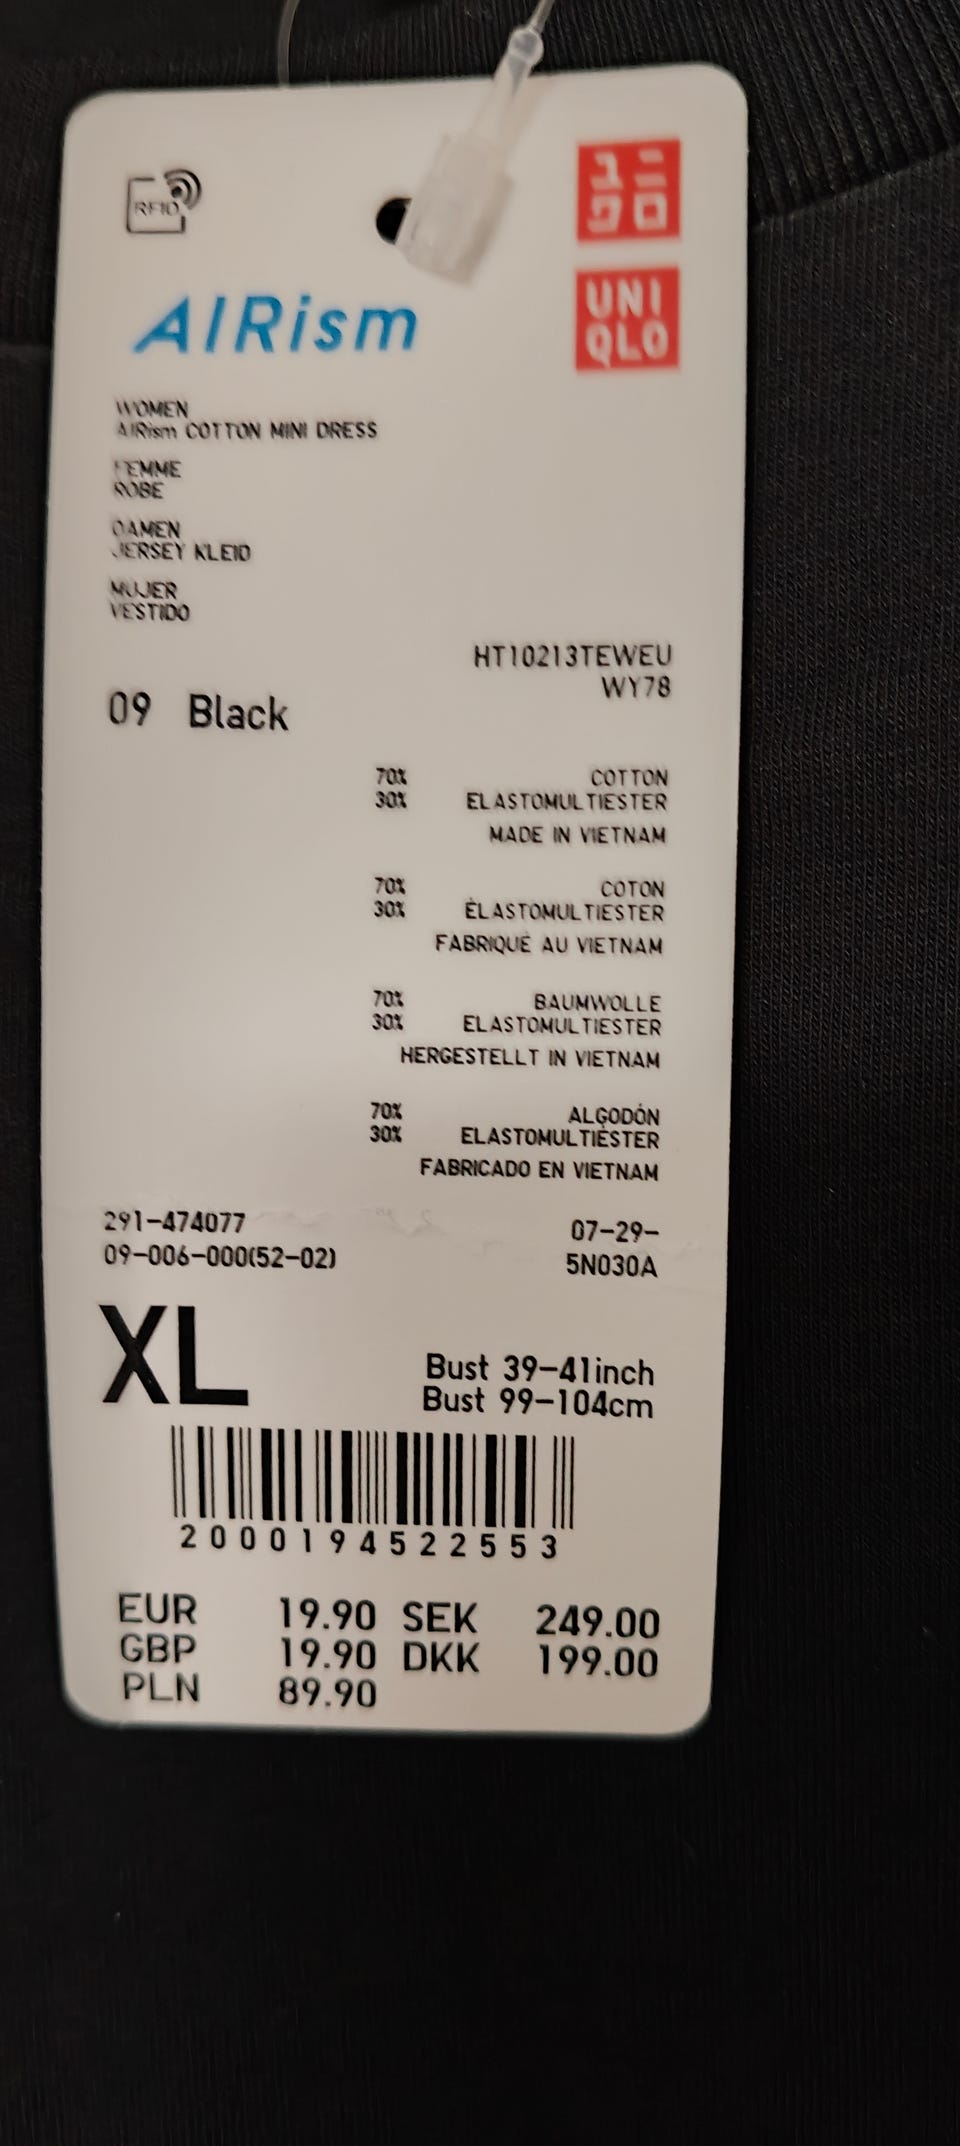 RFID
ユニ
クロ
UNI
QLO
AIRism
WOMEN
AIRism COTTON MINI DRESS
FEMME
ROBE
DAMEN
JERSEY KLEID
MUJER
VESTIDO
HT10213TEWEU
WY78
09 Black
70% COTTON
30% ELASTOMULTIESTER
MADE IN VIETNAM
70% COTON
30% ÉLASTOMULTIESTER
FABRIQUÉ AU VIETNAM
70% BAUMWOLLE
30% ELASTOMULTIESTER
HERGESTELLT IN VIETNAM
70% ALGODÓN
30% ELASTOMULTIÉSTER
FABRICADO EN VIETNAM
291-474077 07-29-
09-006-000(52-02) 5N030A
XL
Bust 39-41inch
Bust 99-104cm
2000194522553
EUR 19.90 SEK 249.00
GBP 19.90 DKK 199.00
PLN 89.90